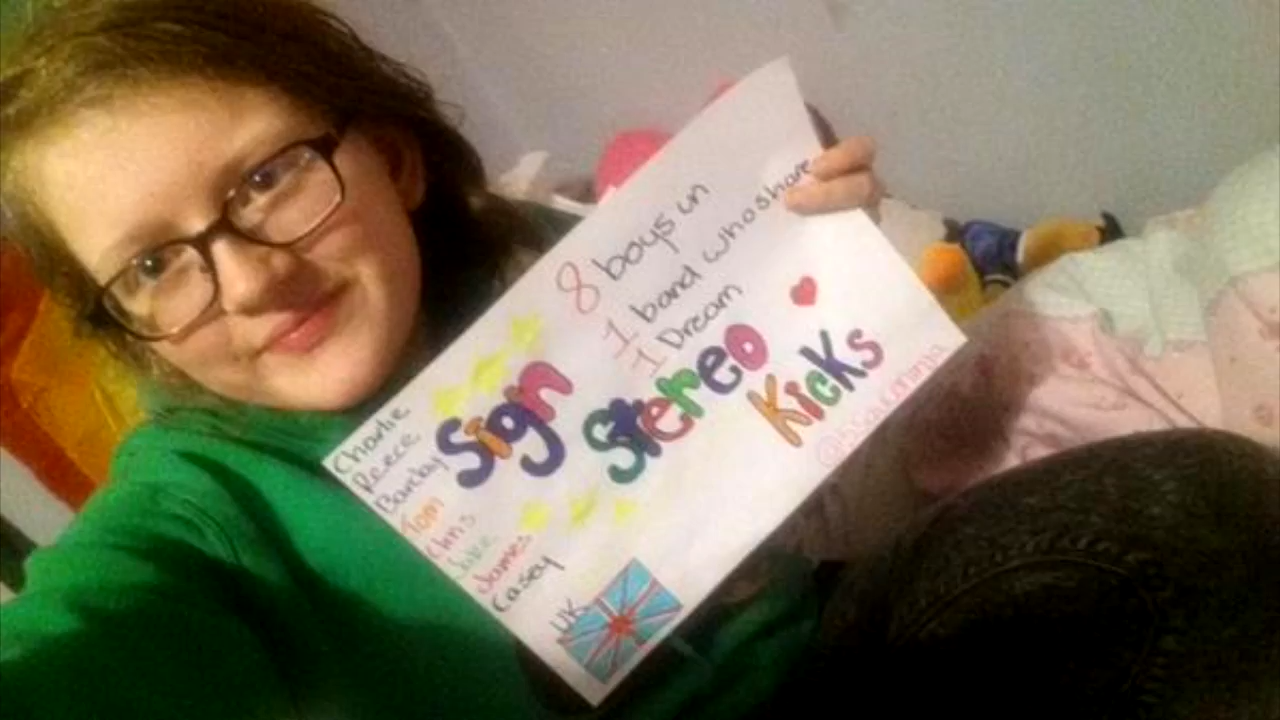 8 boys in
1 band who share
1 Dream
Sign
Stereo
Kicks
Charlie
Reece
Barclay
Tom
Chris
Jake
James
Casey
UK